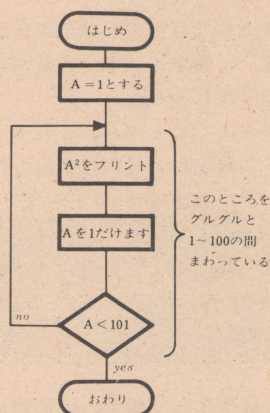 はじめ
A=1とする
A²をプリント
Aを1だけます
このところを
グルグルと
1~100の間
まわっている
A<101
no
yes
おわり